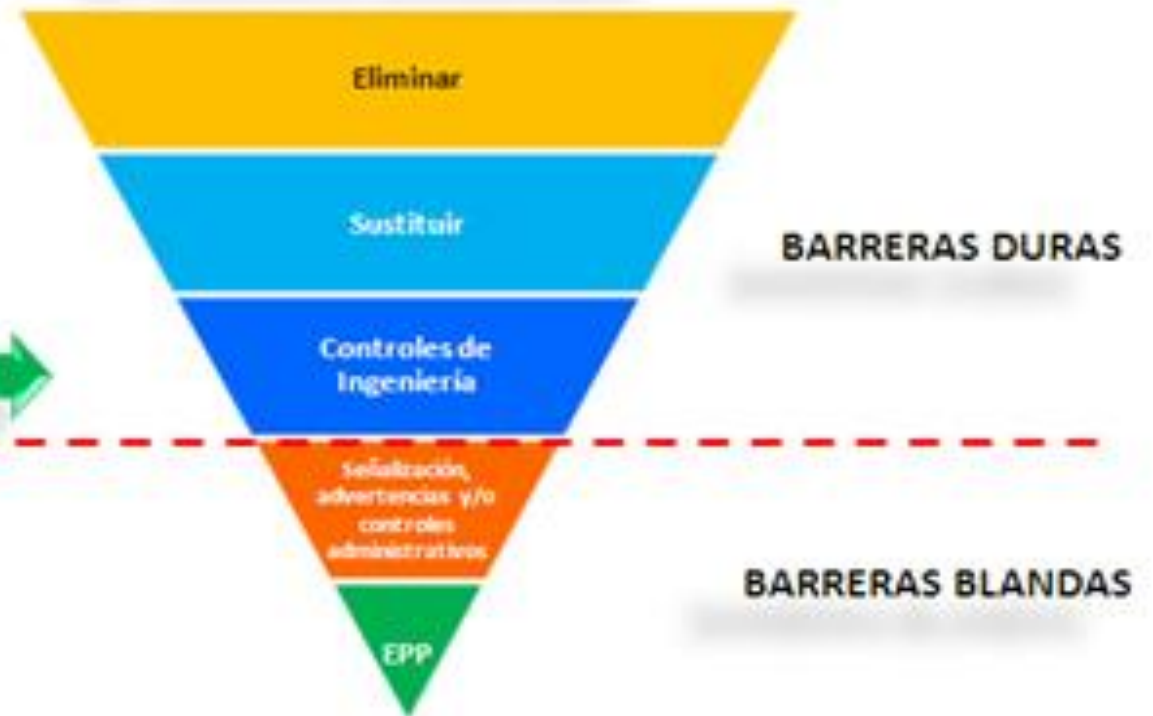 Eliminar
Sustituir
BARRERAS DURAS
Controles de
Ingeniería
Señalización,
advertencias y/o
controles
administrativos
BARRERAS BLANDAS
EPP